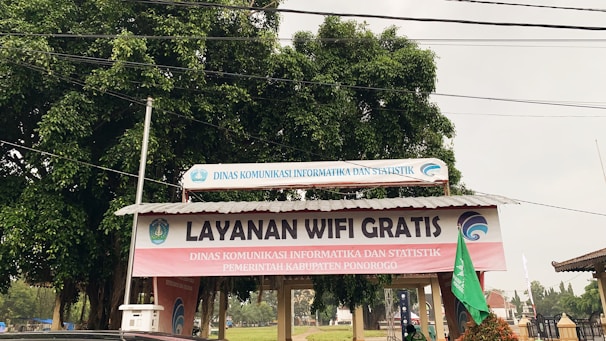 DINAS KOMUNIKASI INFORMATIKA DAN STATISTIK
LAYANAN WIFI GRATIS
DINAS KOMUNIKASI INFORMATIKA DAN STATISTIK
PEMERINTAH KABUPATEN PONOROGO